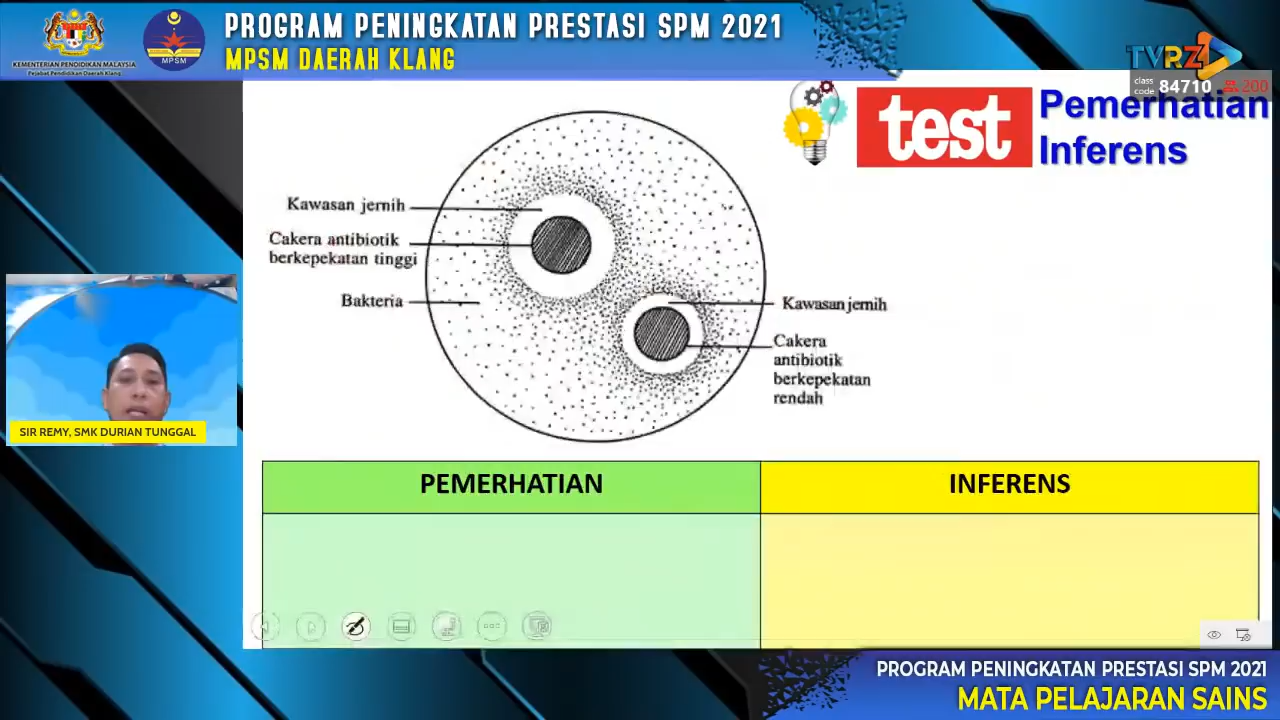 PROGRAM PENINGKATAN PRESTASI SPM 2021
MPSM DAERAH KLANG
KEMENTERIAN PENDIDIKAN MALAYSIA
Pejabat Pendidikan Daerah Klang
MPSM
TVRZ
class
code 84710 200
test
Pemerhatian
Inferens
Kawasan jernih
Cakera antibiotik
berkepekatan tinggi
Bakteria
Kawasan jernih
Cakera
antibiotik
berkepekatan
rendah
SIR REMY, SMK DURIAN TUNGGAL
PEMERHATIAN INFERENS
PROGRAM PENINGKATAN PRESTASI SPM 2021
MATA PELAJARAN SAINS